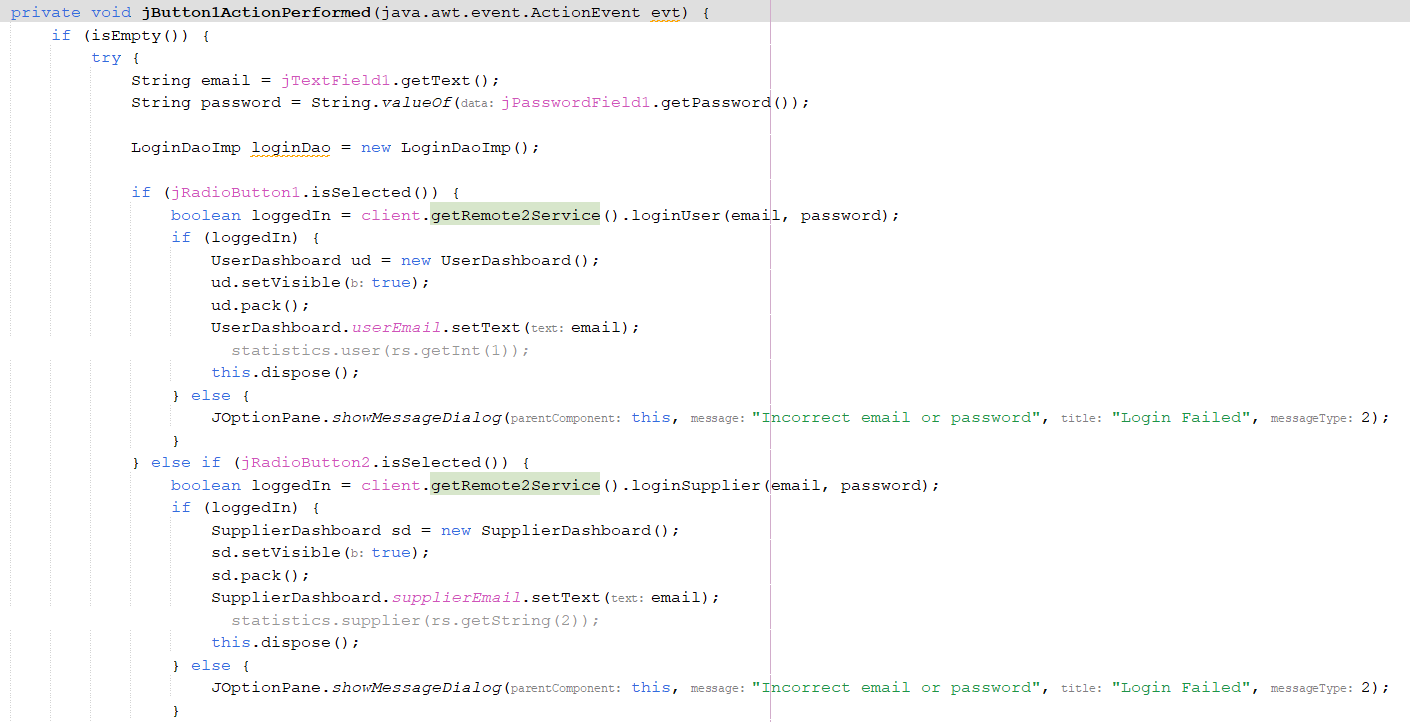 private void jButton1ActionPerformed(java.awt.event.ActionEvent evt) {
    if (isEmpty()) {
        try {
            String email = jTextField1.getText();
            String password = String.valueOf(data: jPasswordField1.getPassword());

            LoginDaoImp loginDao = new LoginDaoImp();

            if (jRadioButton1.isSelected()) {
                boolean loggedIn = client.getRemote2Service().loginUser(email, password);
                if (loggedIn) {
                    UserDashboard ud = new UserDashboard();
                    ud.setVisible(b: true);
                    ud.pack();
                    UserDashboard.userEmail.setText(text: email);
                      statistics.user(rs.getInt(1));
                    this.dispose();
                } else {
                    JOptionPane.showMessageDialog(parentComponent: this, message: "Incorrect email or password", title: "Login Failed", messageType: 2);
                }
            } else if (jRadioButton2.isSelected()) {
                boolean loggedIn = client.getRemote2Service().loginSupplier(email, password);
                if (loggedIn) {
                    SupplierDashboard sd = new SupplierDashboard();
                    sd.setVisible(b: true);
                    sd.pack();
                    SupplierDashboard.supplierEmail.setText(text: email);
                      statistics.supplier(rs.getString(2));
                    this.dispose();
                } else {
                    JOptionPane.showMessageDialog(parentComponent: this, message: "Incorrect email or password", title: "Login Failed", messageType: 2);
                }